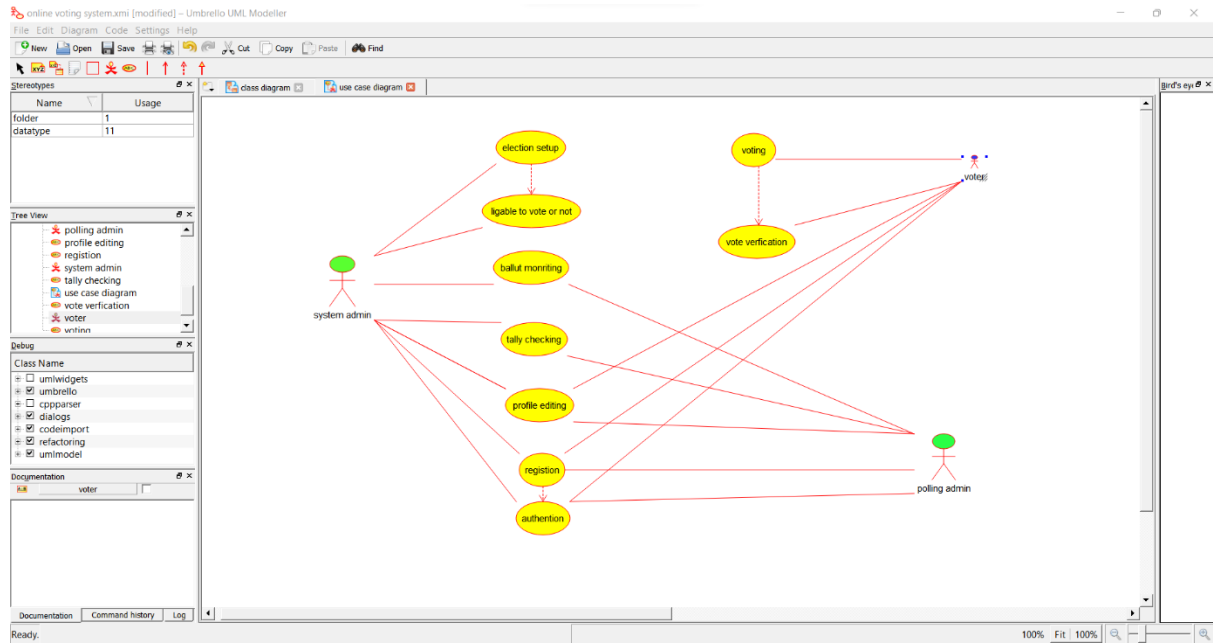 online voting system.xmi [modified] – Umbrello UML Modeller
File Edit Diagram Code Settings Help
New Open Save Cut Copy Paste Find
xyz
Stereotypes
Name Usage
folder 1
datatype 11
Tree View
polling admin
profile editing
registion
system admin
tally checking
use case diagram
vote verfication
voter
voting
Debug
Class Name
umlwidgets
umbrello
cppparser
dialogs
codeimport
refactoring
umlmodel
Documentation
voter
Documentation Command history Log
class diagram use case diagram
election setup
ligable to vote or not
ballut monriting
system admin
tally checking
profile editing
registion
authention
voting
vote verfication
voter
polling admin
Bird's eye
Ready.
100% Fit 100%